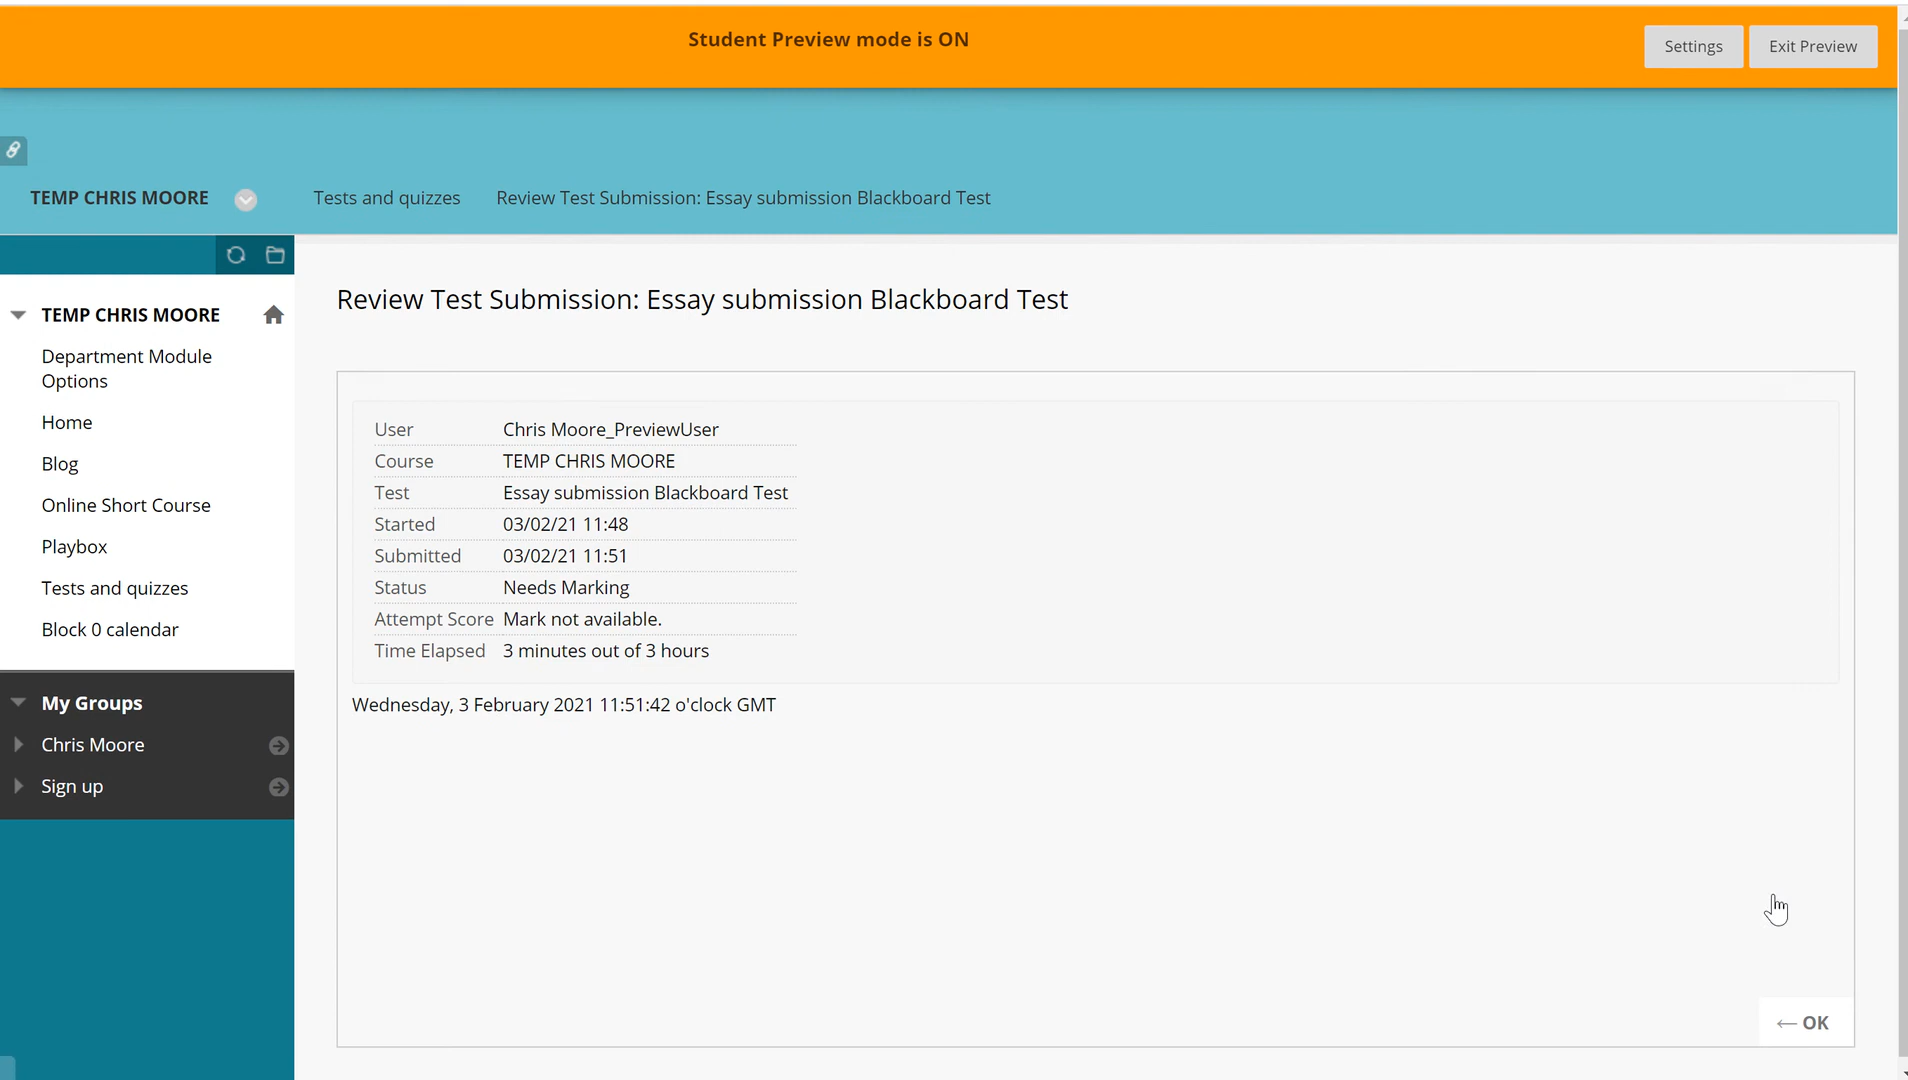 Student Preview mode is ON
Settings
Exit Preview
TEMP CHRIS MOORE
Tests and quizzes
Review Test Submission: Essay submission Blackboard Test
TEMP CHRIS MOORE
Department Module
Options
Home
Blog
Online Short Course
Playbox
Tests and quizzes
Block 0 calendar
My Groups
Chris Moore
Sign up
Review Test Submission: Essay submission Blackboard Test
User Chris Moore_PreviewUser
Course TEMP CHRIS MOORE
Test Essay submission Blackboard Test
Started 03/02/21 11:48
Submitted 03/02/21 11:51
Status Needs Marking
Attempt Score Mark not available.
Time Elapsed 3 minutes out of 3 hours
Wednesday, 3 February 2021 11:51:42 o'clock GMT
← OK